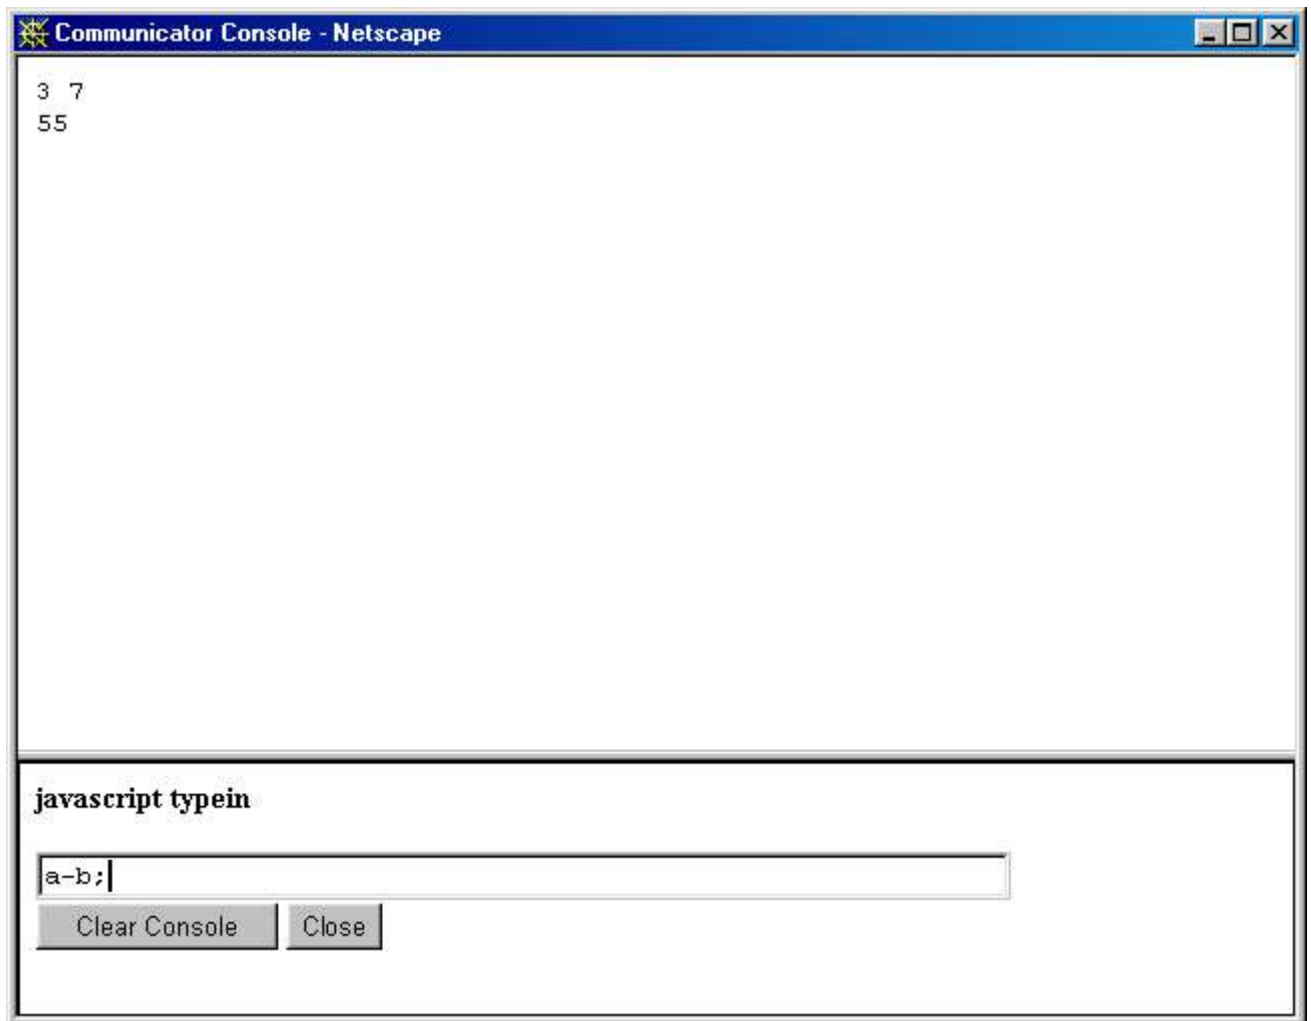 Communicator Console - Netscape
3 7
55
javascript typein
a-b;
Clear Console Close